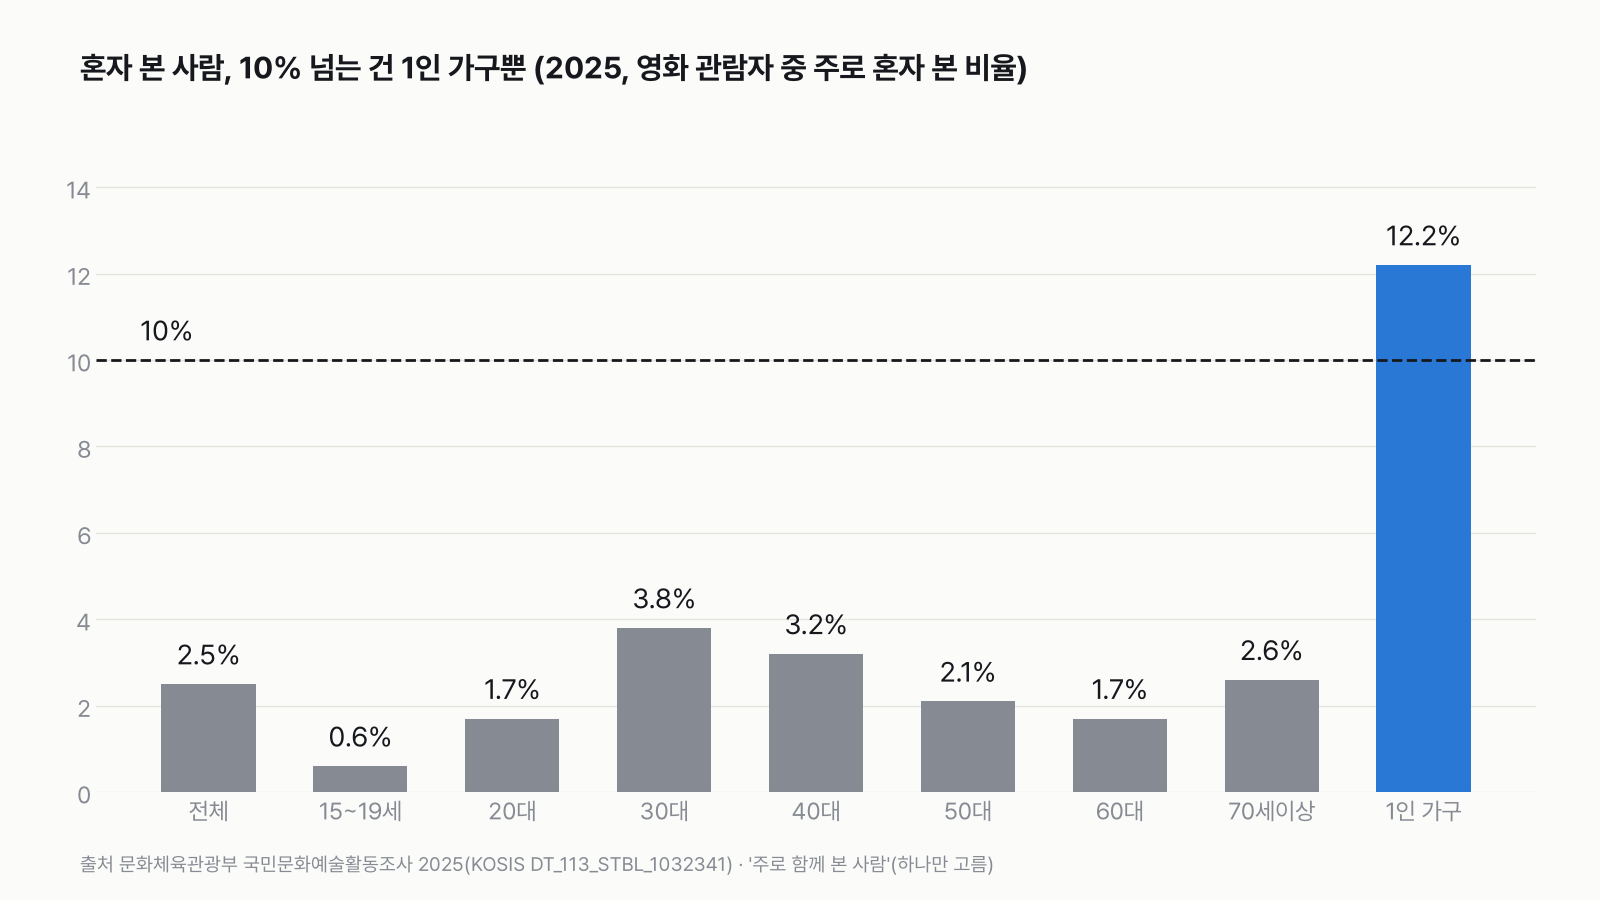 혼자 본 사람, 10% 넘는 건 1인 가구뿐 (2025, 영화 관람자 중 주로 혼자 본 비율)
14
12
10
8
6
4
2
0
10%
2.5%
0.6%
1.7%
3.8%
3.2%
2.1%
1.7%
2.6%
12.2%
전체
15~19세
20대
30대
40대
50대
60대
70세이상
1인 가구
출처 문화체육관광부 국민문화예술활동조사 2025(KOSIS DT_113_STBL_1032341) · '주로 함께 본 사람'(하나만 고름)